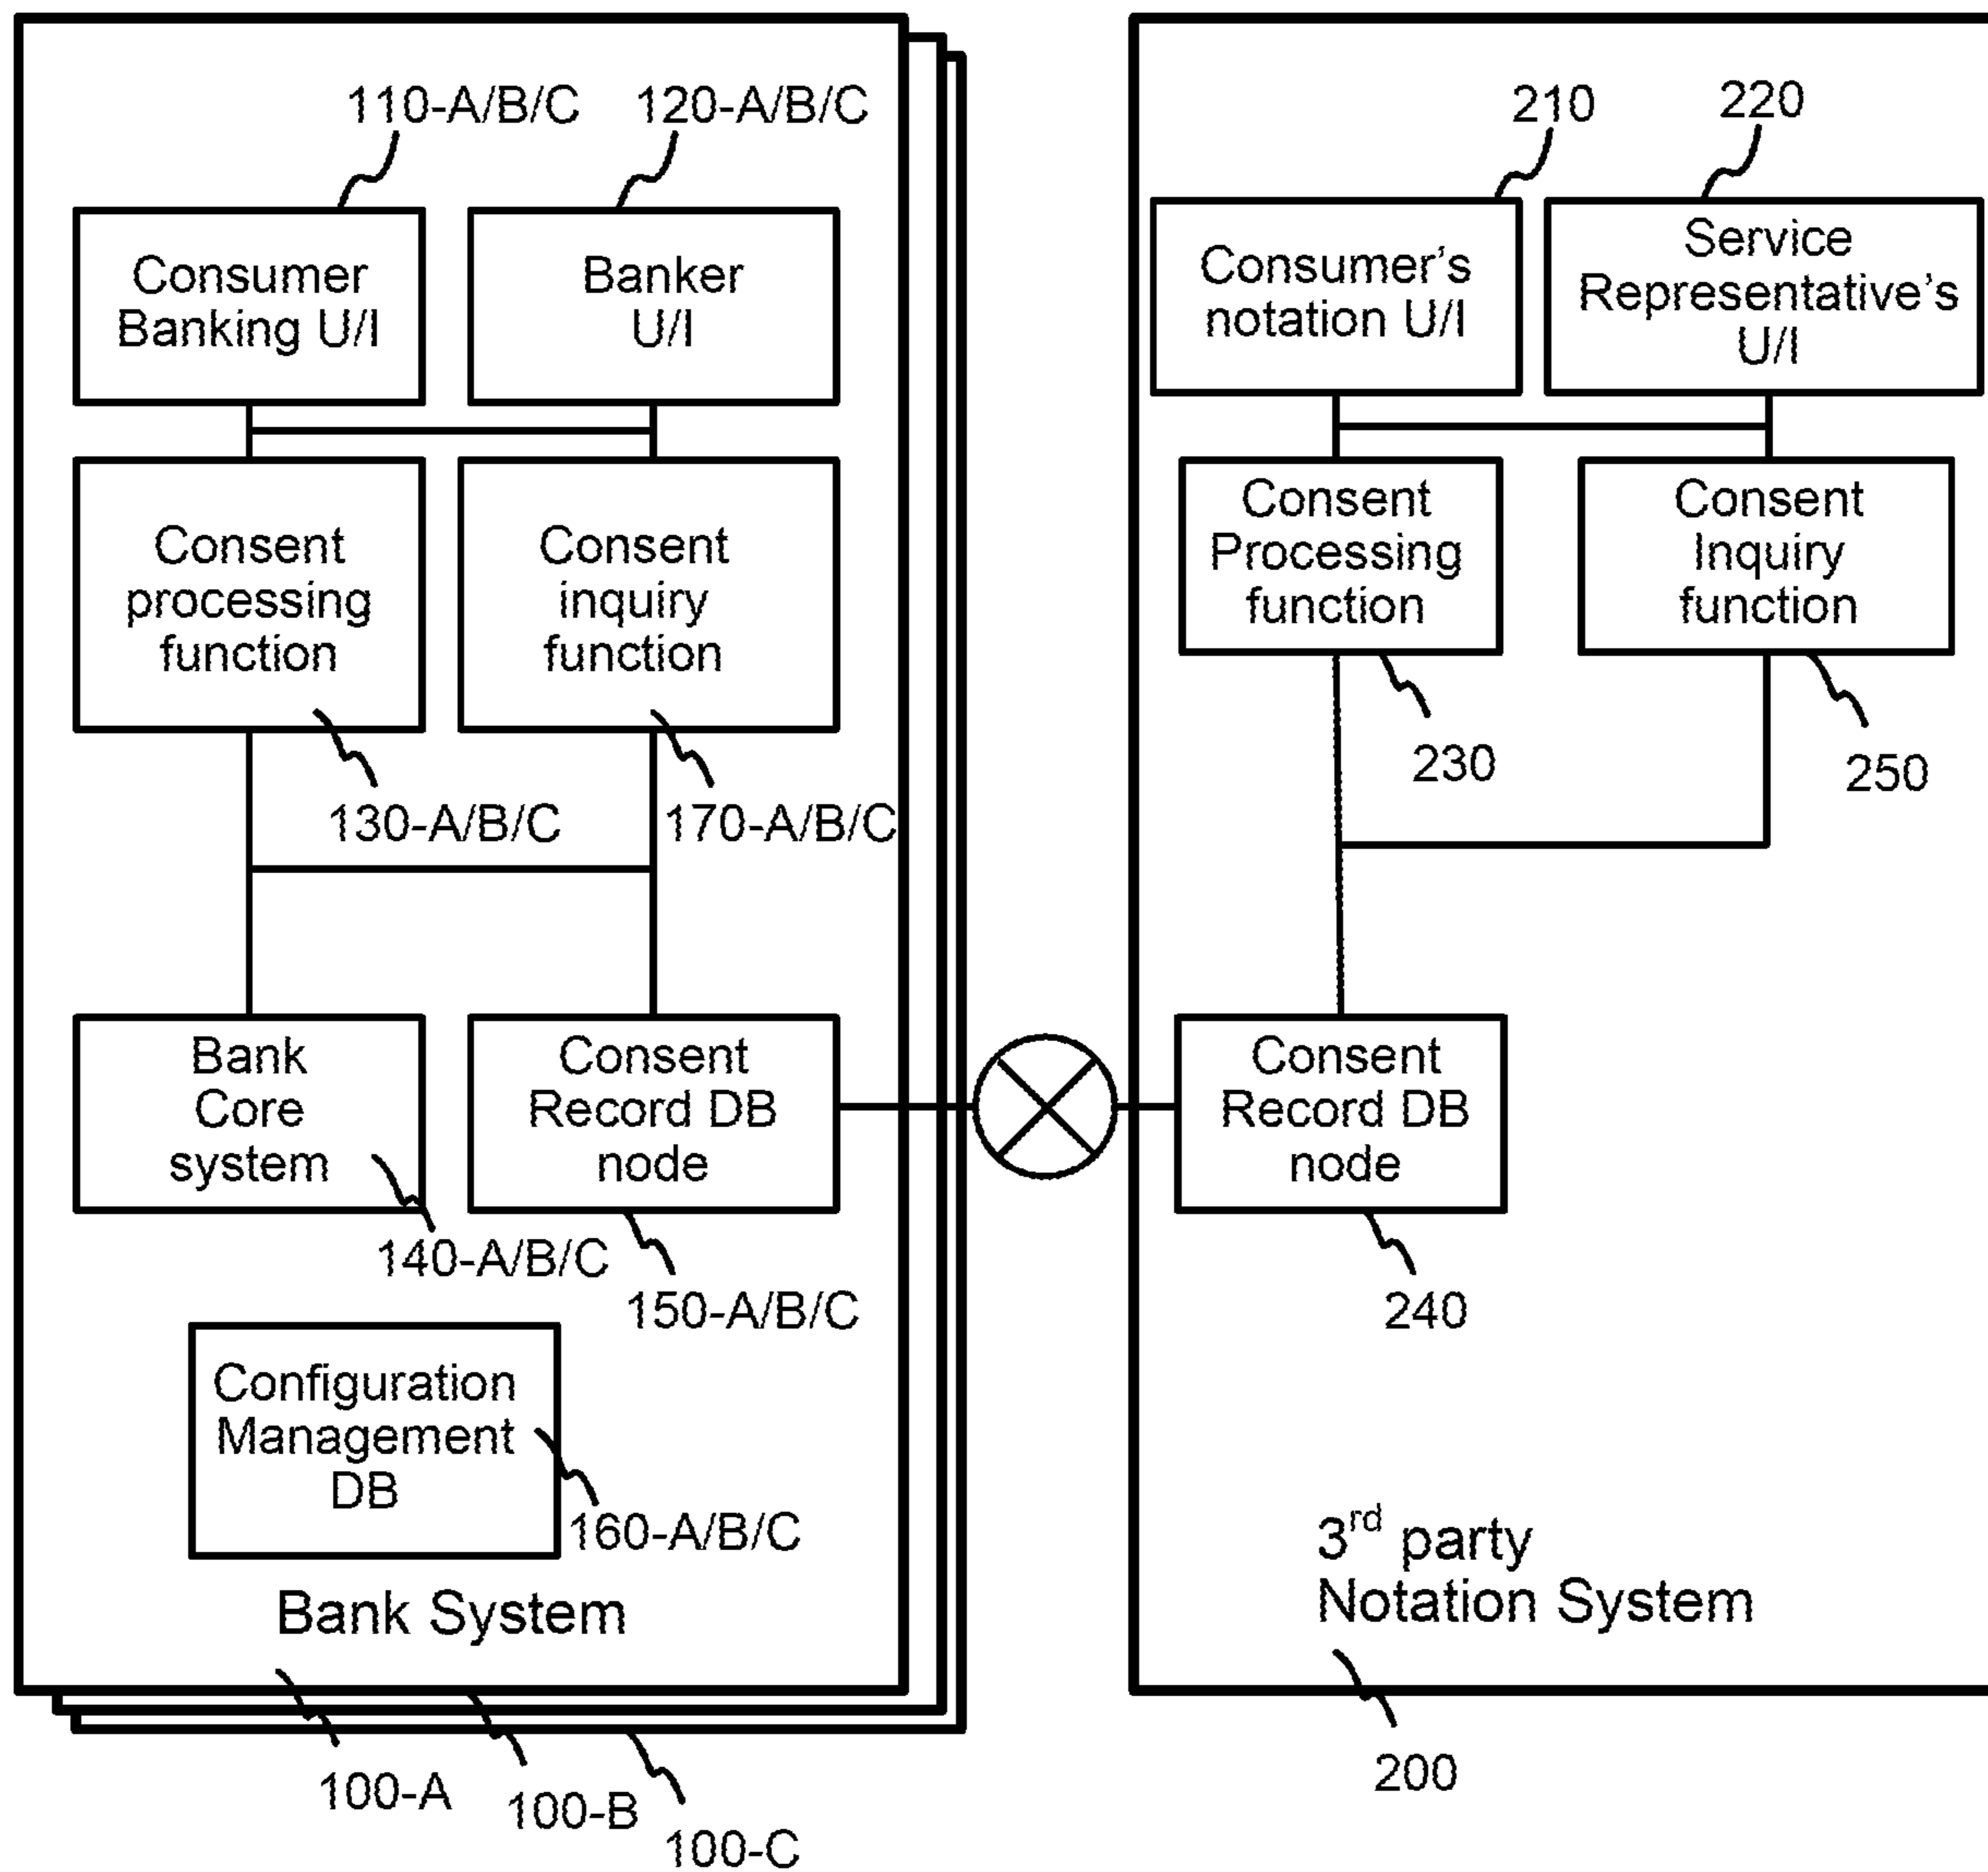 110-A/B/C
120-A/B/C
Consumer
Banking U/I
Banker
U/I
Consent
processing
function
Consent
inquiry
function
130-A/B/C
170-A/B/C
Bank
Core
system
Consent
Record DB
node
140-A/B/C
150-A/B/C
Configuration
Management
DB
160-A/B/C
Bank System
100-A
100-B
100-C
210
220
Consumer's
notation U/I
Service
Representative's
U/I
Consent
Processing
function
Consent
Inquiry
function
230
250
Consent
Record DB
node
240
3rd party
Notation System
200